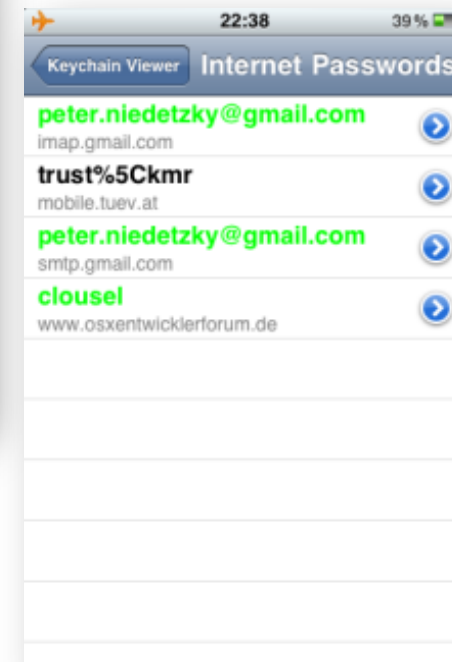 22:38 39 %
Keychain Viewer Internet Passwords
peter.niedetzky@gmail.com
imap.gmail.com
trust%5Ckmr
mobile.tuev.at
peter.niedetzky@gmail.com
smtp.gmail.com
clousel
www.osxentwicklerforum.de